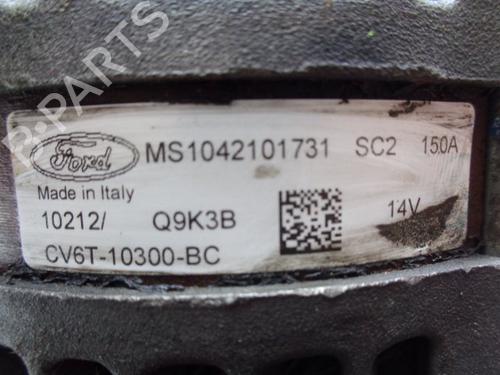 B-PARTS
Ford MS1042101731 SC2 150A
Made in Italy
10212/ Q9K3B 14V
CV6T-10300-BC